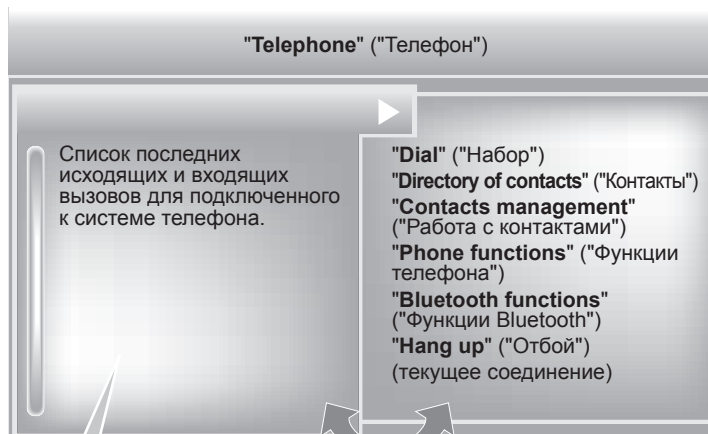 "Telephone" ("Телефон")
Список последних
исходящих и входящих
вызовов для подключенного
к системе телефона.
"Dial" ("Набор")
"Directory of contacts" ("Контакты")
"Contacts management"
("Работа с контактами")
"Phone functions" ("Функции
телефона")
"Bluetooth functions"
("Функции Bluetooth")
"Hang up" ("Отбой")
(текущее соединение)